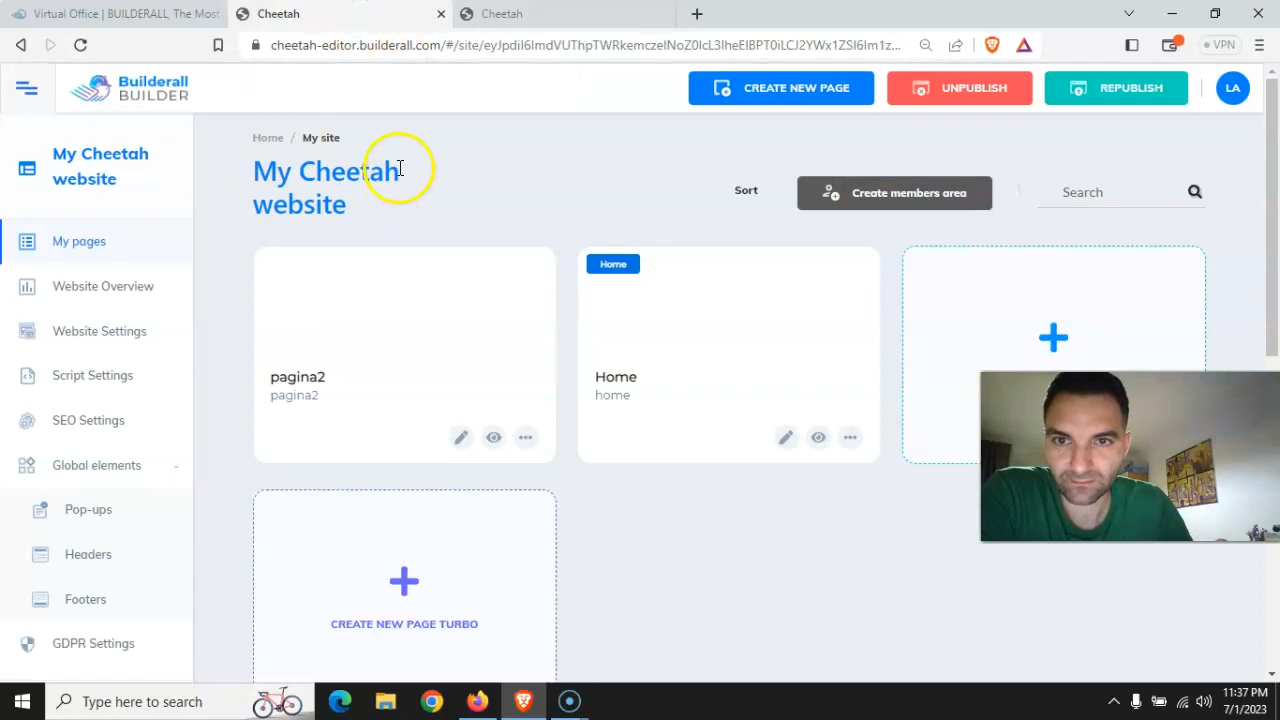 Virtual Office | BUILDERALL, The Most
Cheetah
Cheetah
cheetah-editor.builderall.com/#/site/eyJpdiI6ImdVUThpTWRkemczelNoZ0lcL3lheEIBPT0iLCJ2YWx1ZSI6Im1z...
VPN
Builderall
BUILDER
CREATE NEW PAGE
UNPUBLISH
REPUBLISH
LA
My Cheetah
website
Home / My site
My Cheetah
website
Sort
Create members area
Search
My pages
Website Overview
Website Settings
Script Settings
SEO Settings
Global elements
Pop-ups
Headers
Footers
GDPR Settings
pagina2
pagina2
Home
Home
home
CREATE NEW PAGE TURBO
Type here to search
11:37 PM
7/1/2023